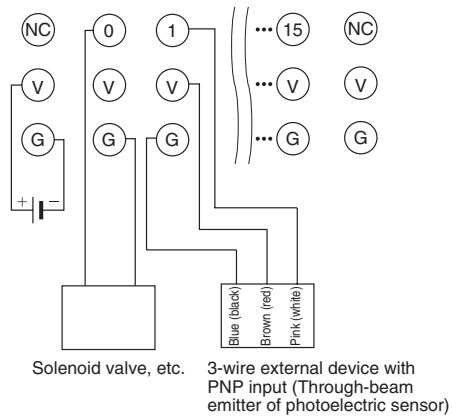 NC 0 1 ••• 15 NC
V V V ••• V V
G G G ••• G G
+ −
Blue (black)
Brown (red)
Pink (white)
Solenoid valve, etc.
3-wire external device with
PNP input (Through-beam
emitter of photoelectric sensor)